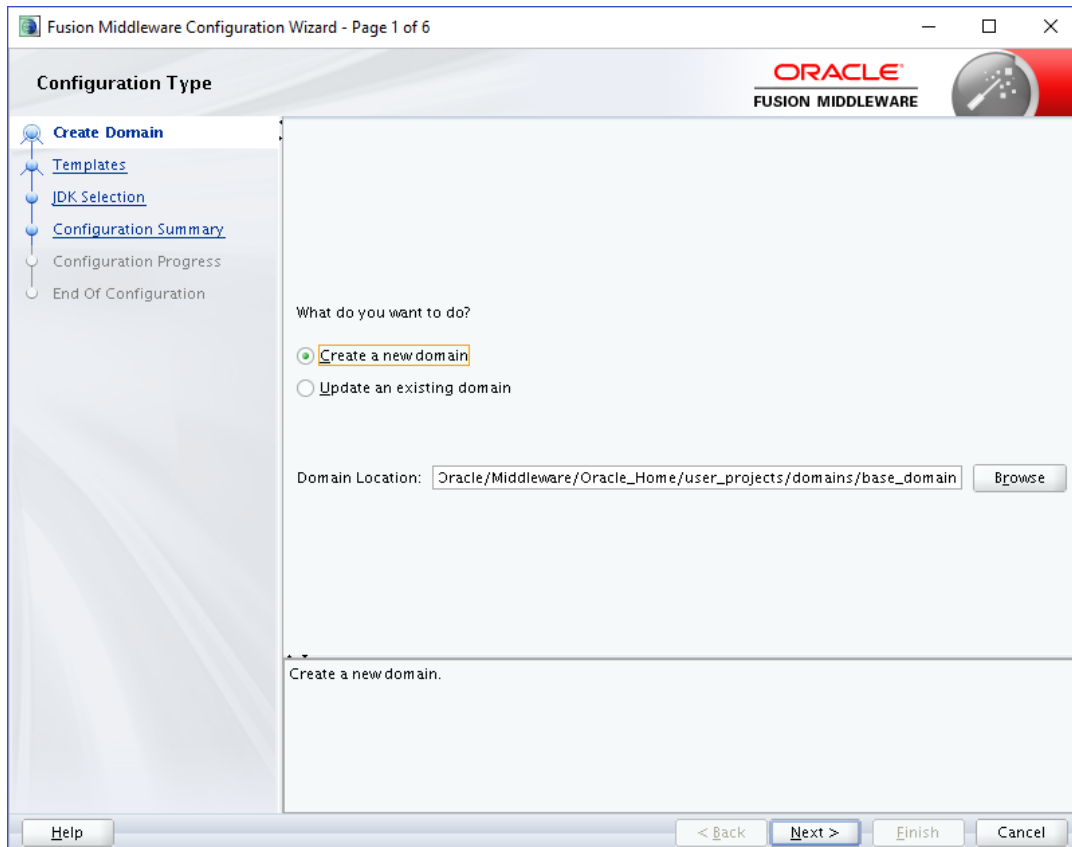 Fusion Middleware Configuration Wizard - Page 1 of 6
Configuration Type
ORACLE
FUSION MIDDLEWARE
Create Domain
Templates
JDK Selection
Configuration Summary
Configuration Progress
End Of Configuration
What do you want to do?
Create a new domain
Update an existing domain
Domain Location: Oracle/Middleware/Oracle_Home/user_projects/domains/base_domain Browse
Create a new domain.
Help < Back Next > Finish Cancel